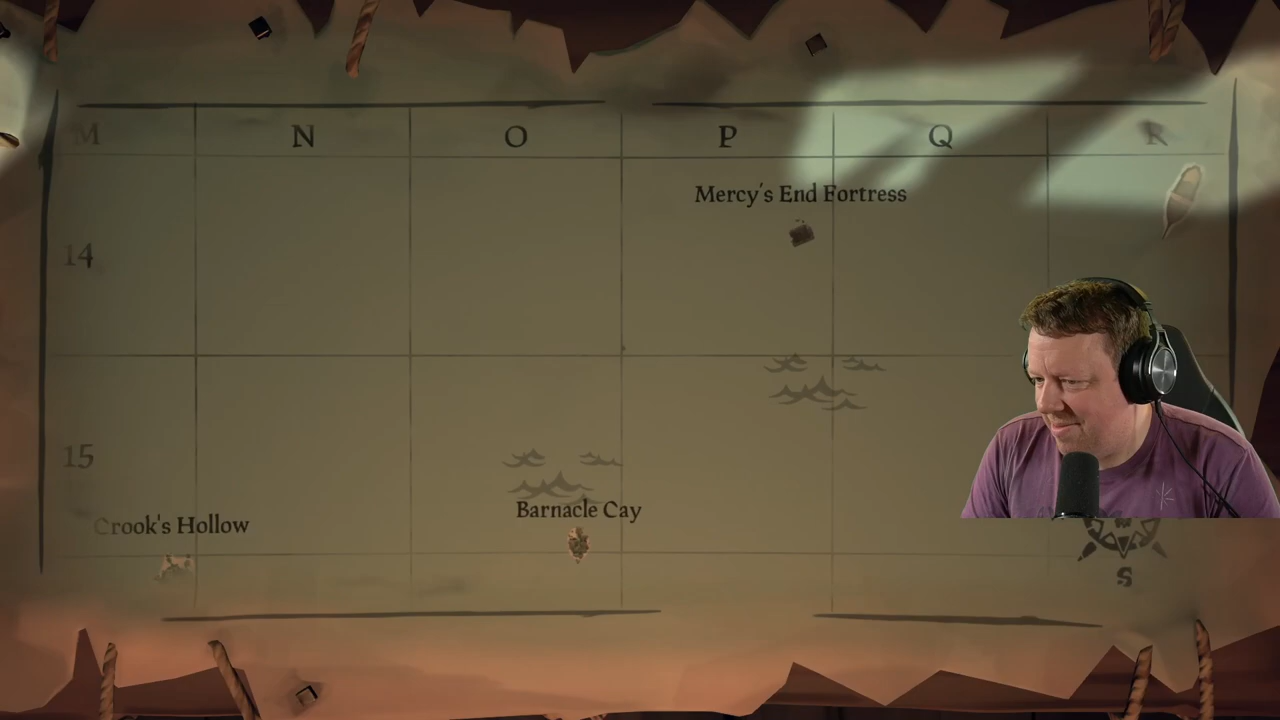 M N O P Q R
Mercy's End Fortress
14
15
Barnacle Cay
Crook's Hollow
S